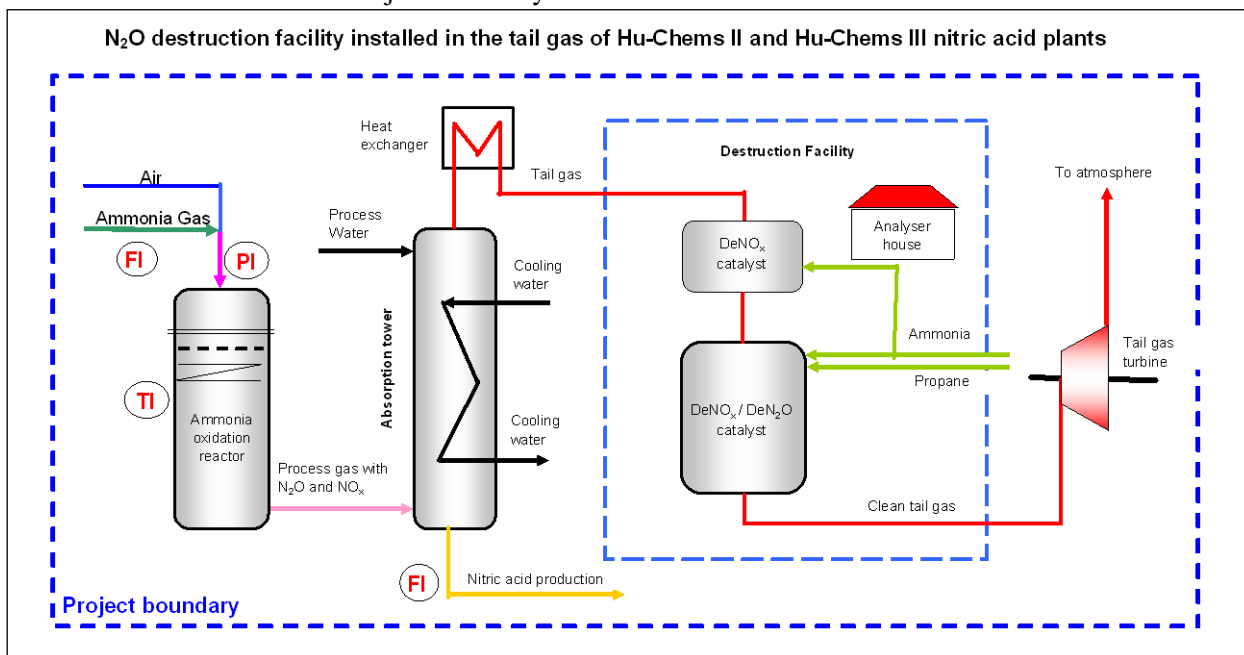 N₂O destruction facility installed in the tail gas of Hu-Chems II and Hu-Chems III nitric acid plants
Heat
exchanger
Destruction Facility
Air
Tail gas
To atmosphere
Ammonia Gas
Process
Water
Analyser
house
DeNOₓ
catalyst
FI
PI
Cooling
water
Ammonia
Tail gas
turbine
Propane
Absorption tower
TI
Ammonia
oxidation
reactor
DeNOₓ / DeN₂O
catalyst
Cooling
water
Process gas with
N₂O and NOₓ
Clean tail gas
FI
Nitric acid production
Project boundary